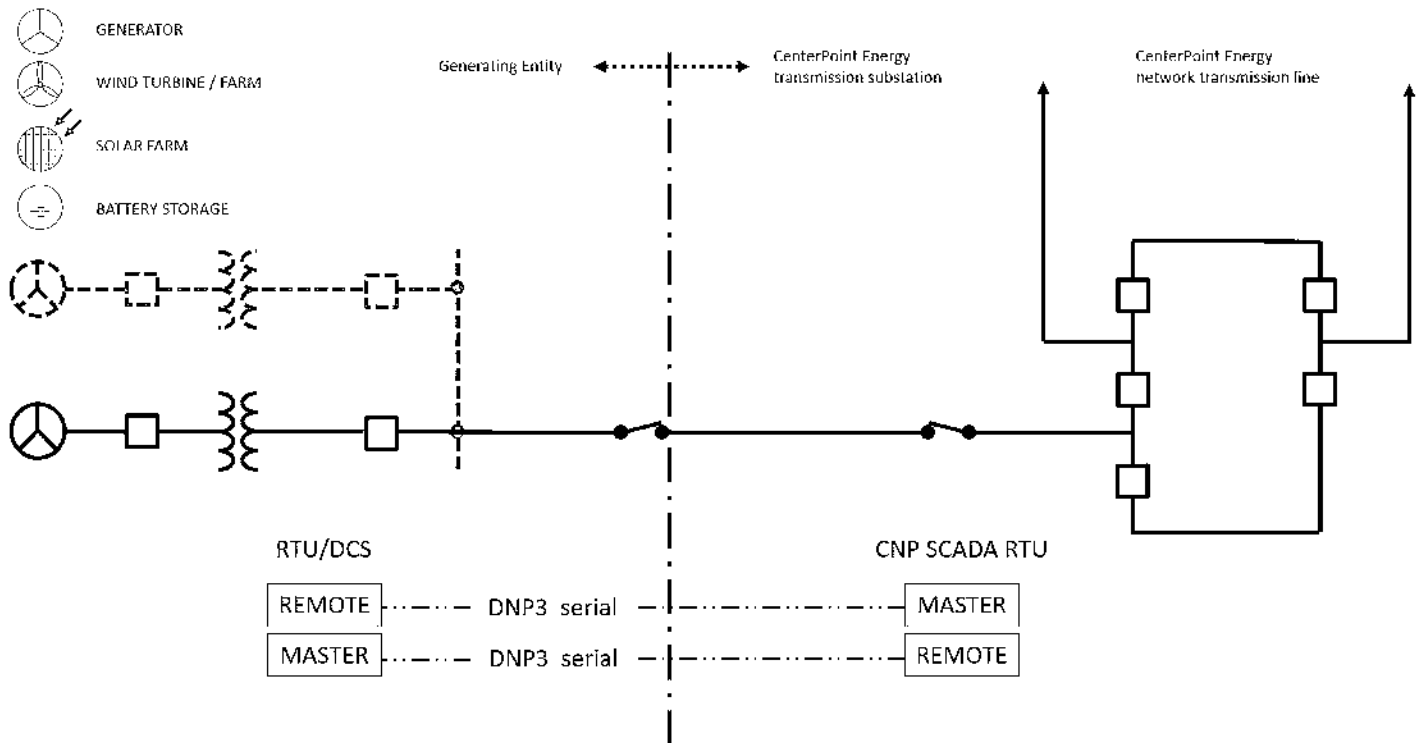 GENERATOR
WIND TURBINE / FARM
SOLAR FARM
BATTERY STORAGE
Generating Entity
CenterPoint Energy
transmission substation
CenterPoint Energy
network transmission line
RTU/DCS
CNP SCADA RTU
REMOTE DNP3 serial MASTER
MASTER DNP3 serial REMOTE